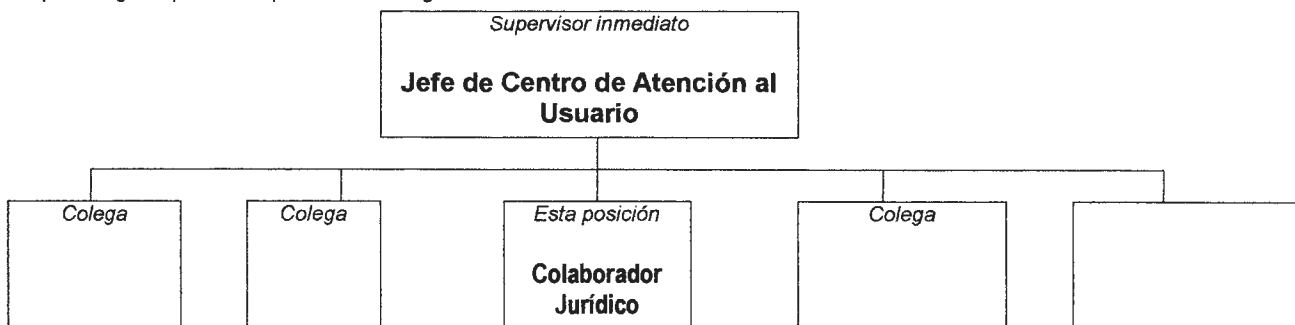 Supervisor inmediato
Jefe de Centro de Atención al
Usuario
Colega
Colega
Esta posición
Colega
Colaborador
Jurídico